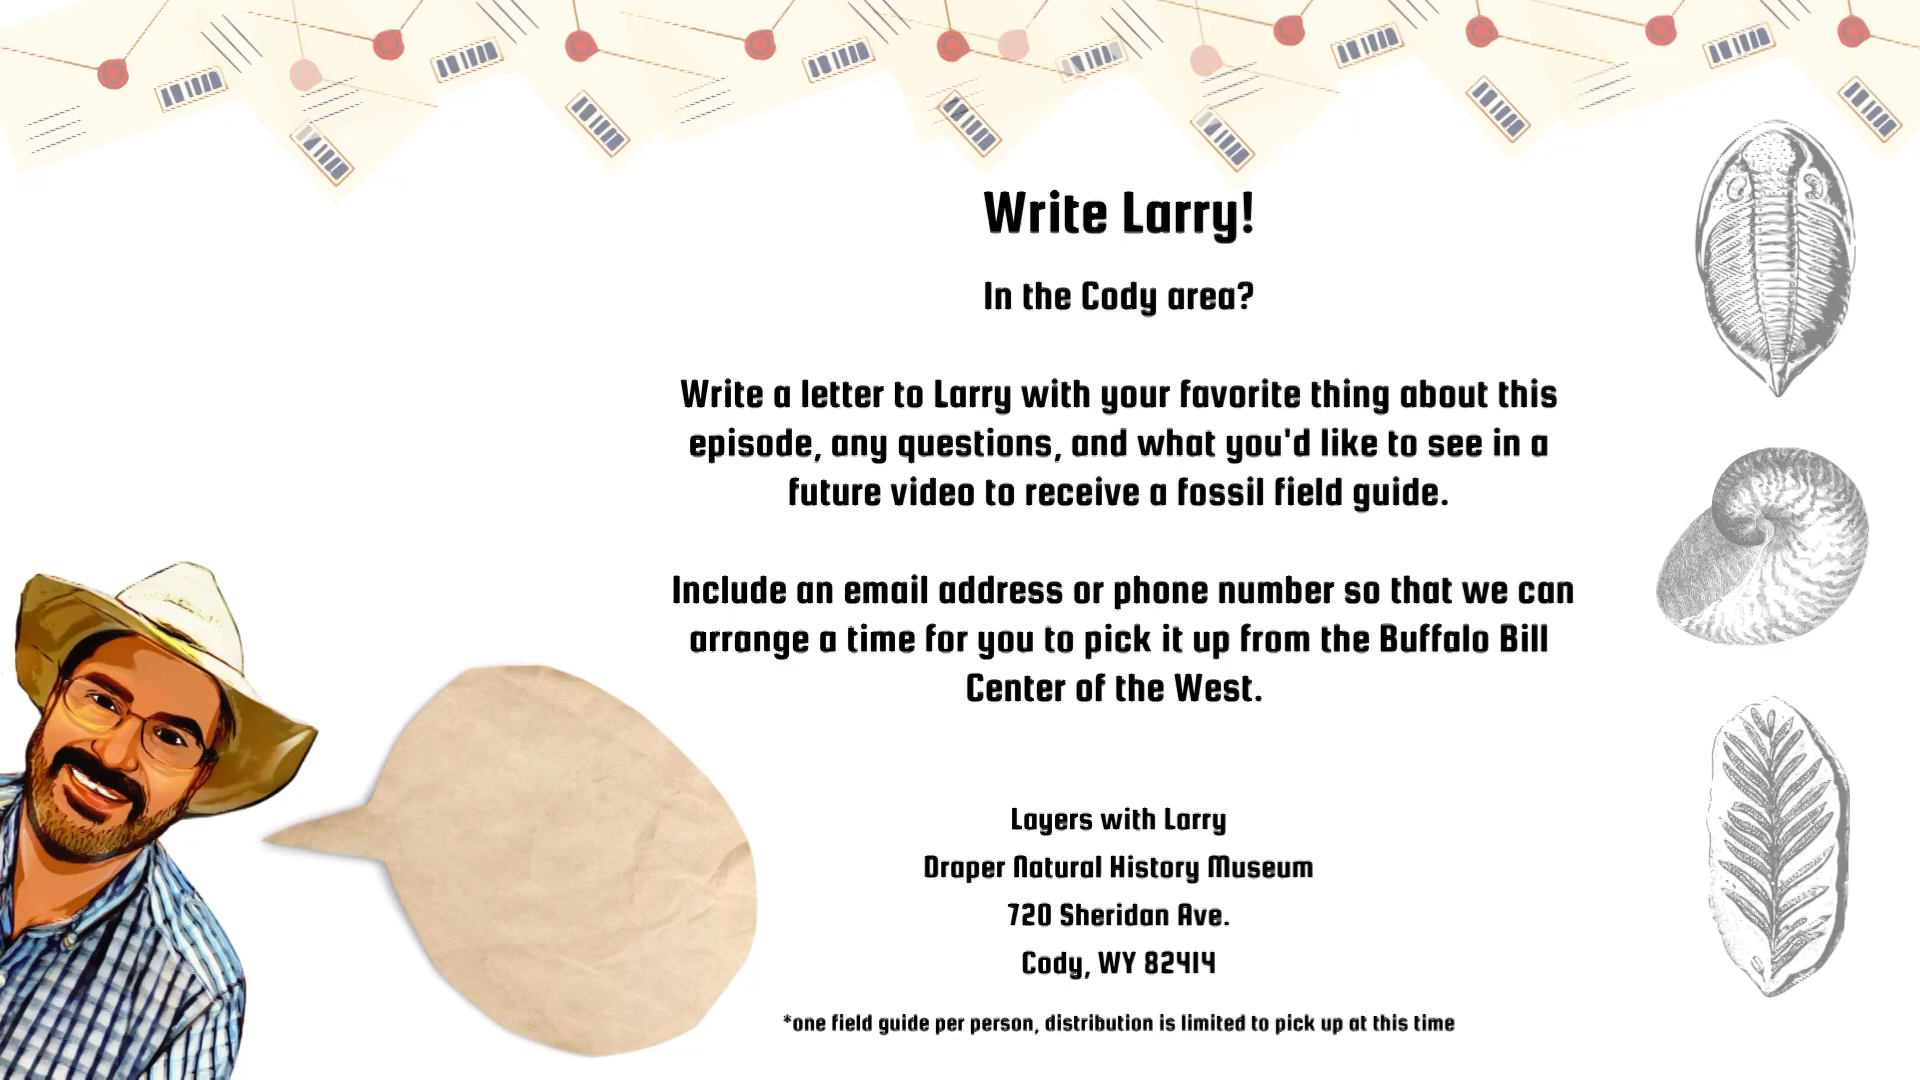 Write Larry!
In the Cody area?
Write a letter to Larry with your favorite thing about this
episode, any questions, and what you'd like to see in a
future video to receive a fossil field guide.
Include an email address or phone number so that we can
arrange a time for you to pick it up from the Buffalo Bill
Center of the West.
Layers with Larry
Draper Natural History Museum
720 Sheridan Ave.
Cody, WY 82414
*one field guide per person, distribution is limited to pick up at this time